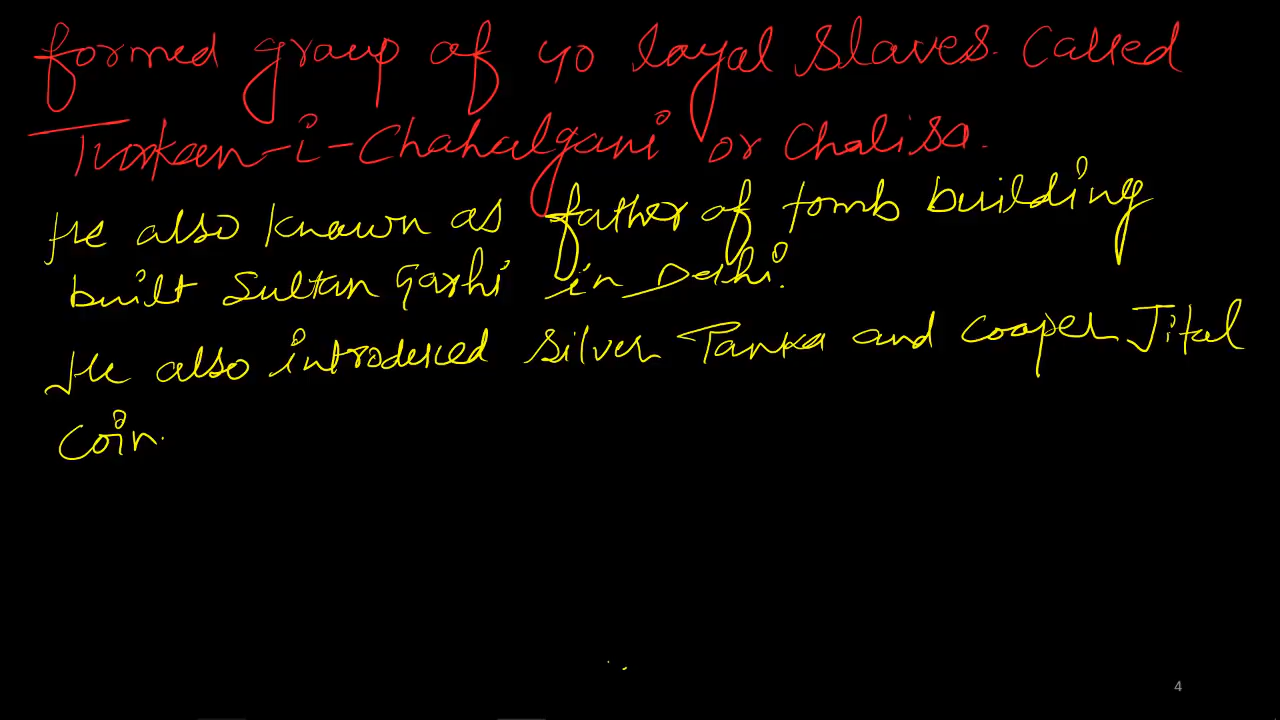 formed group of 40 loyal slaves. Called
Turkan-i-Chahalgani or Chalisa.
He also known as father of tomb building
built Sultan Garhi in Delhi.
He also introduced silver Tanka and Cooper Jital
Coin.
4